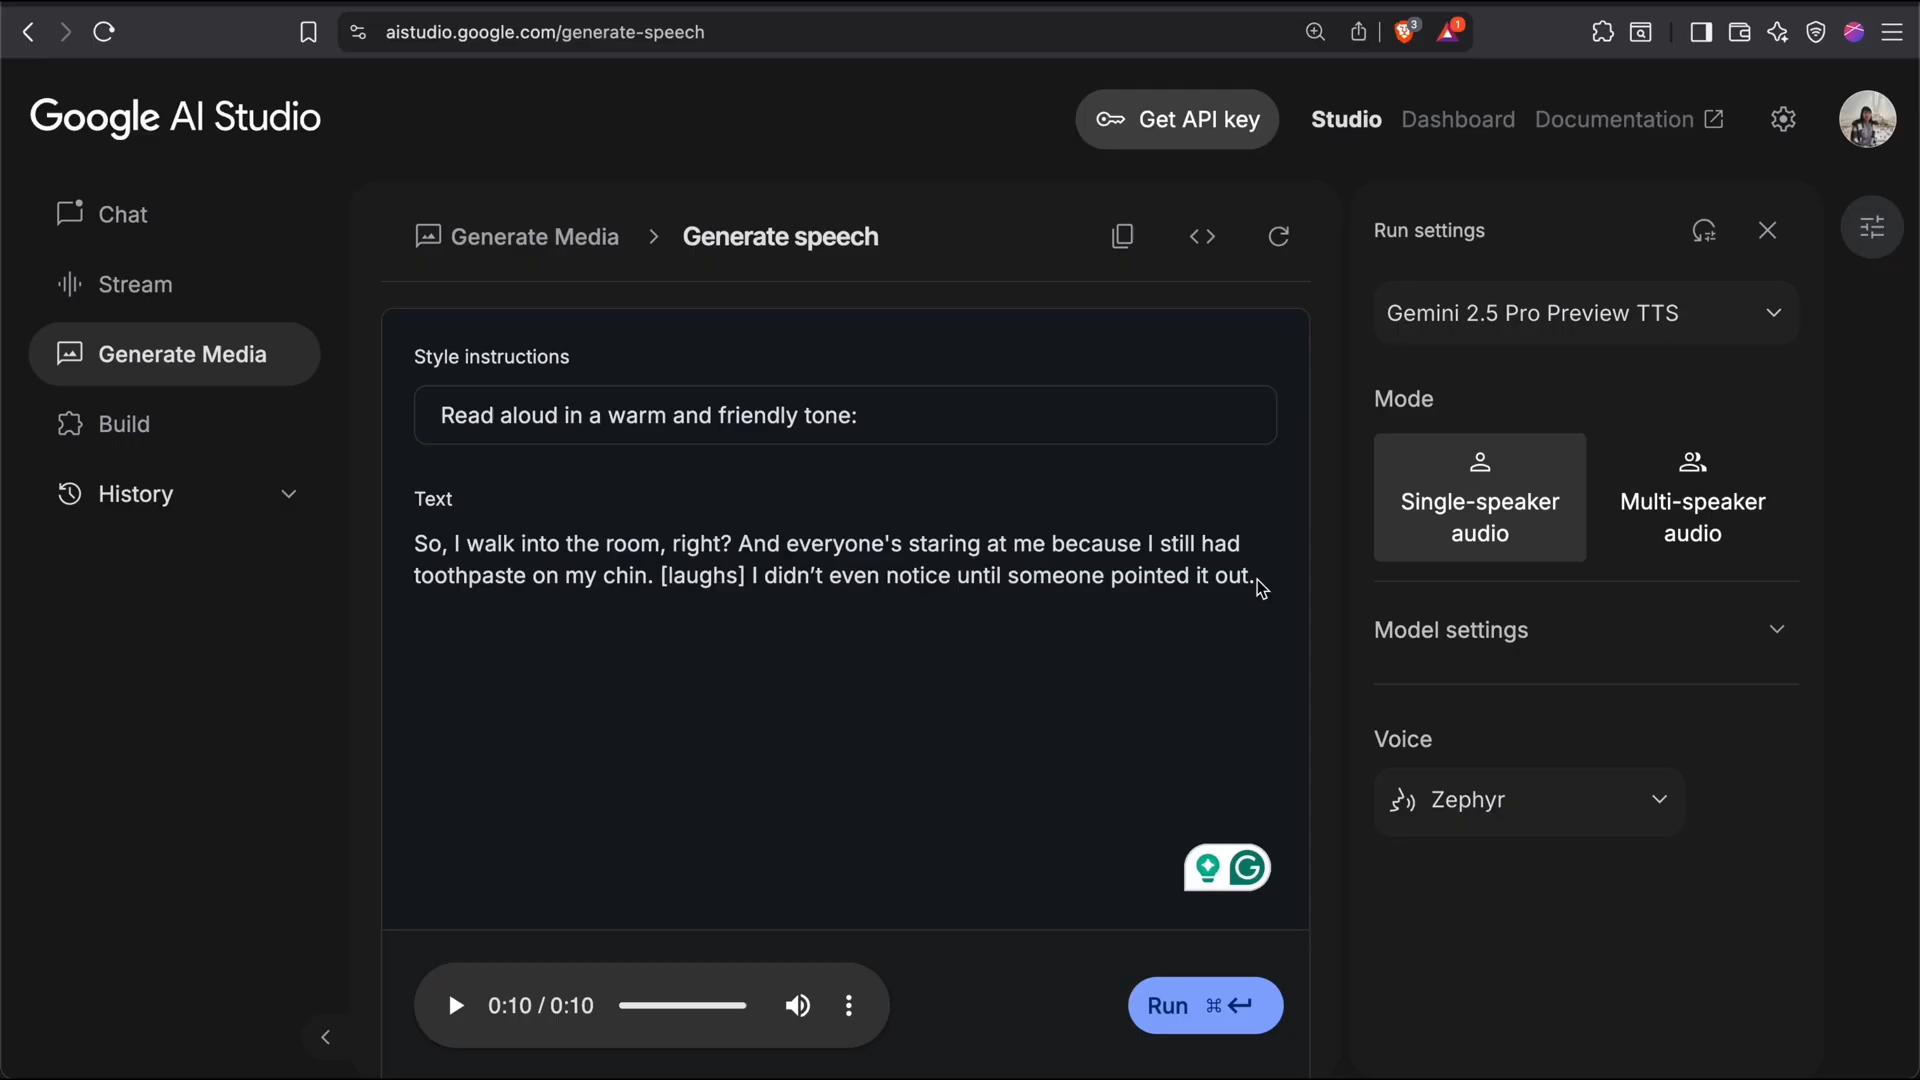 aistudio.google.com/generate-speech
3
1
Google AI Studio
Get API key
Studio
Dashboard
Documentation
Chat
Stream
Generate Media
Build
History
Generate Media > Generate speech
Style instructions
Read aloud in a warm and friendly tone:
Text
So, I walk into the room, right? And everyone's staring at me because I still had
toothpaste on my chin. [laughs] I didn’t even notice until someone pointed it out.
0:10 / 0:10
Run ⌘
Run settings
Gemini 2.5 Pro Preview TTS
Mode
Single-speaker
audio
Multi-speaker
audio
Model settings
Voice
Zephyr